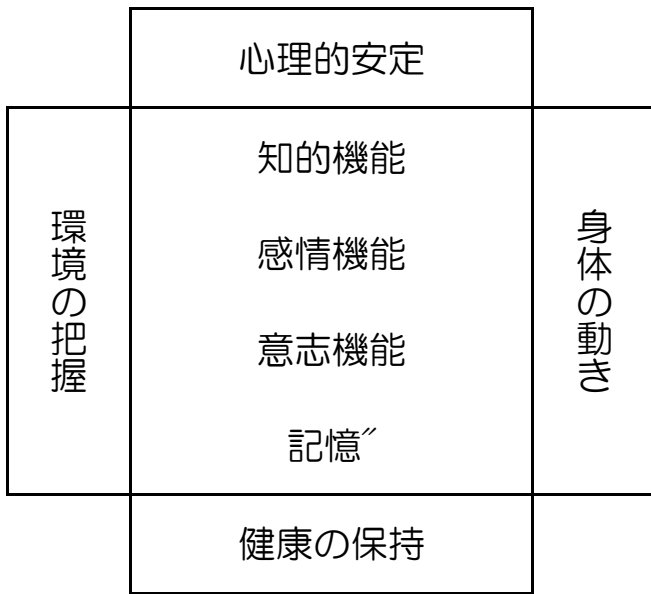 心理的安定
環境の把握
知的機能
感情機能
意志機能
記憶〃
身体の動き
健康の保持